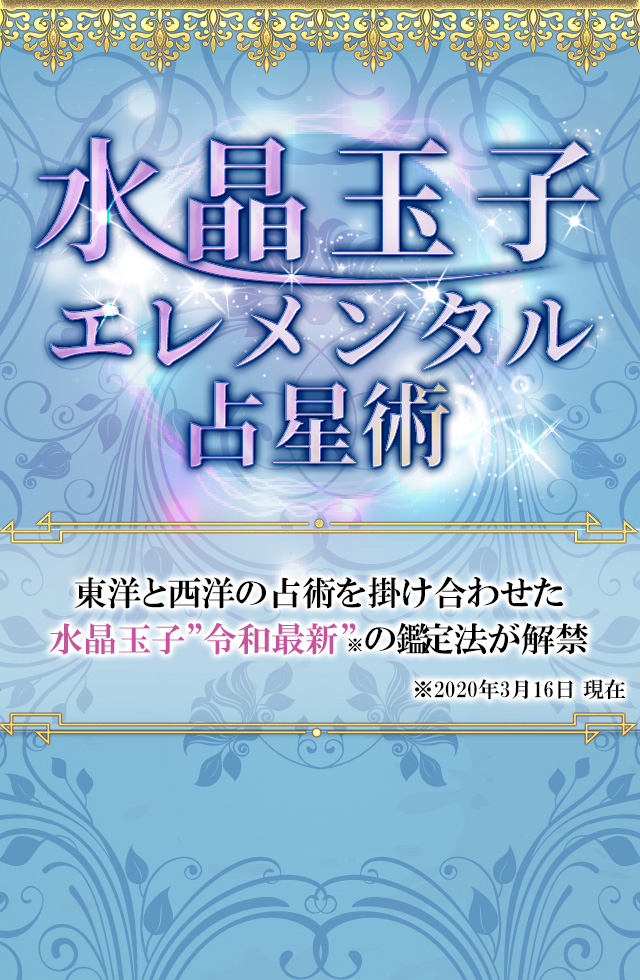 水晶玉子
エレメンタル
占星術
東洋と西洋の占術を掛け合わせた
水晶玉子”令和最新”※の鑑定法が解禁
※2020年3月16日 現在